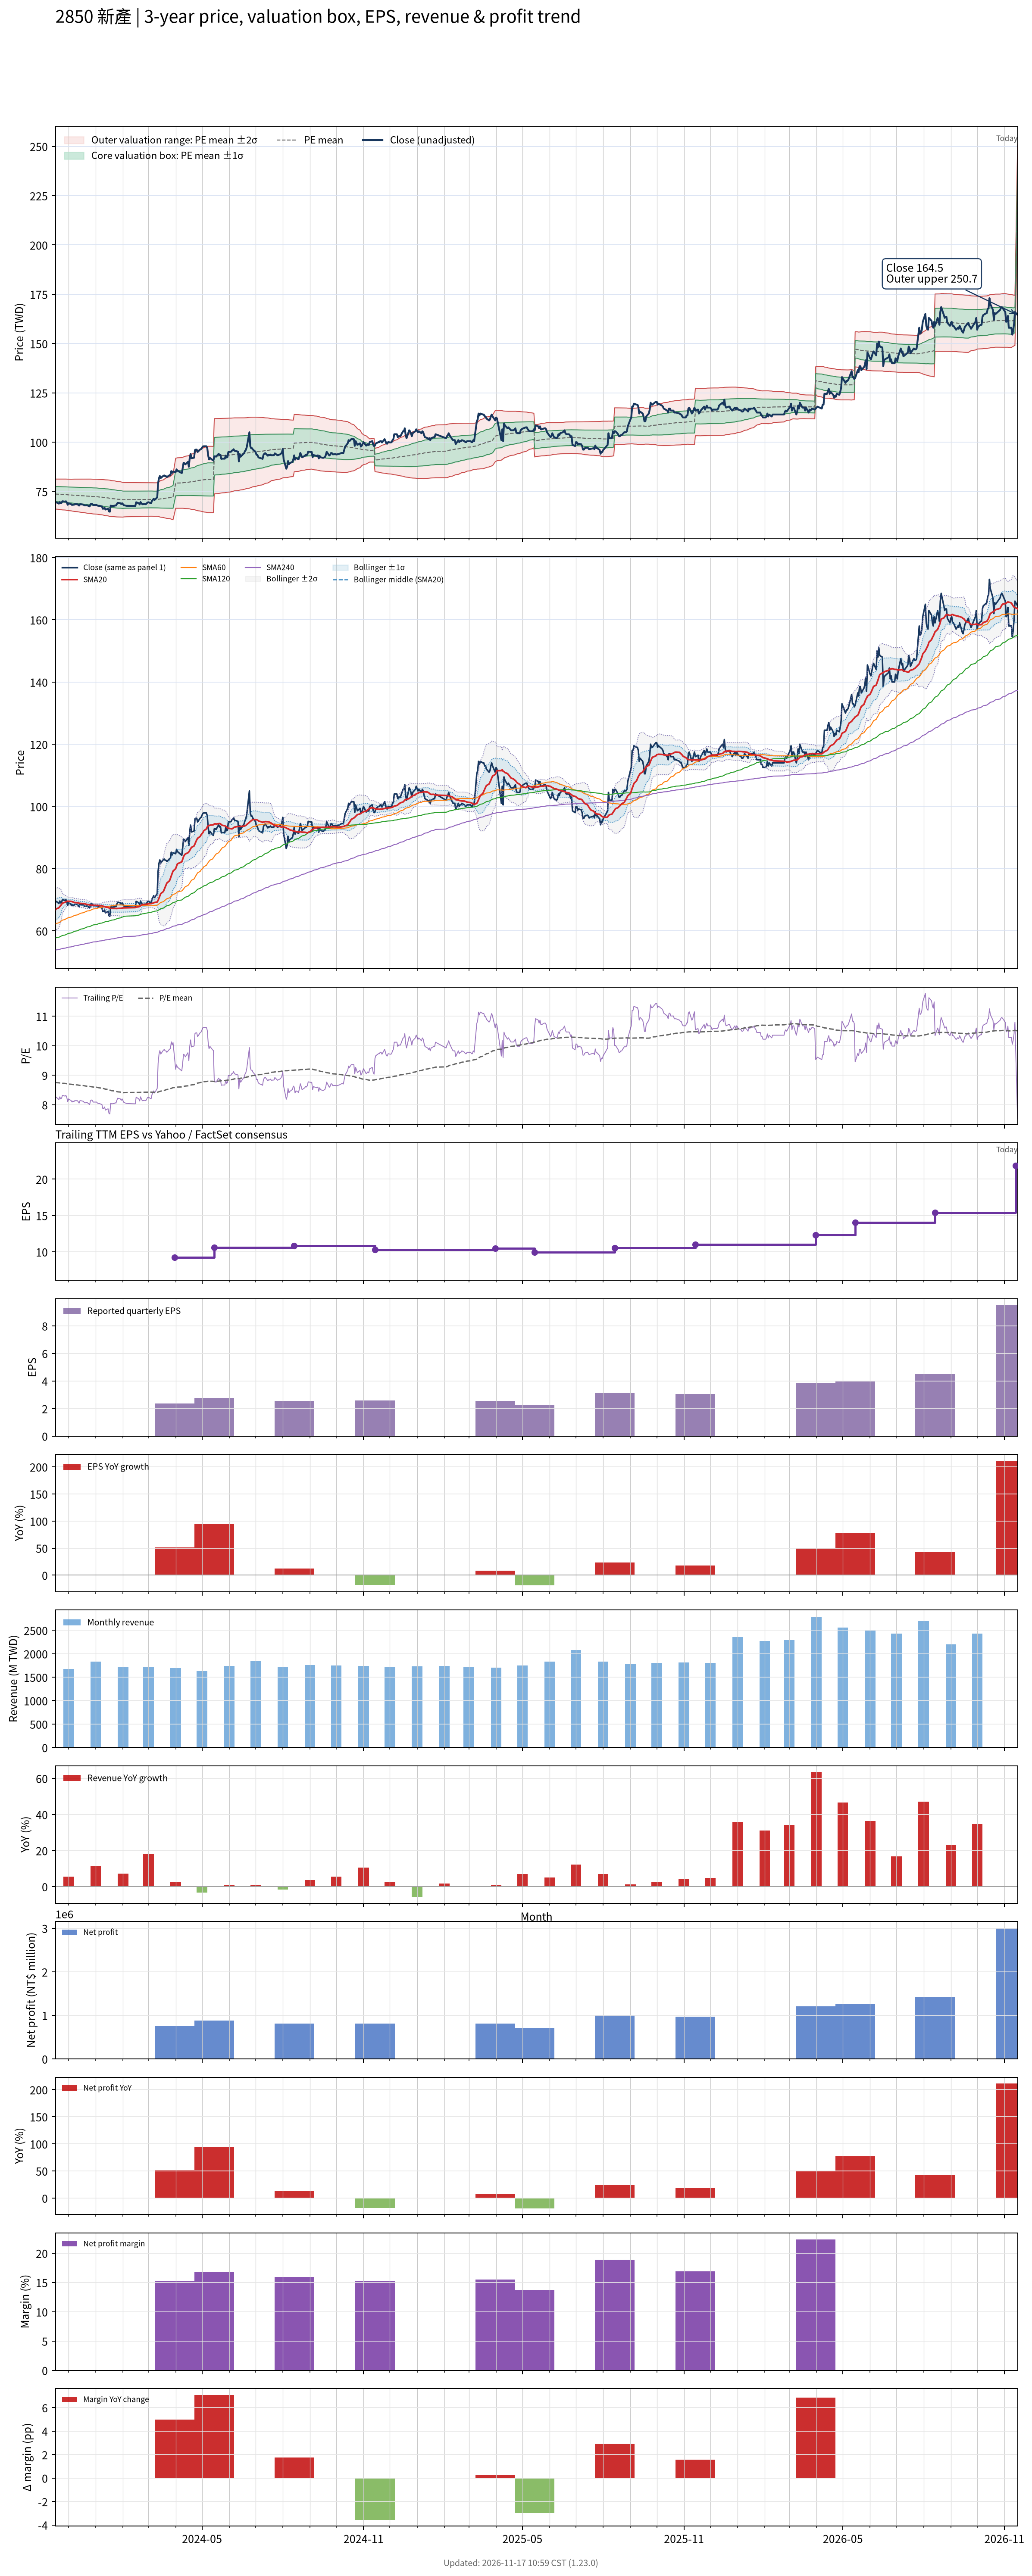 2850 新產 | 3-year price, valuation box, EPS, revenue & profit trend
Outer valuation range: PE mean ±2σ
Core valuation box: PE mean ±1σ
PE mean
Close (unadjusted)
Today
Close 164.5
Outer upper 250.7
Price (TWD)
250
225
200
175
150
125
100
75
Close (same as panel 1)
SMA20
SMA60
SMA120
SMA240
Bollinger ±2σ
Bollinger ±1σ
Bollinger middle (SMA20)
Price
180
160
140
120
100
80
60
Trailing P/E
P/E mean
P/E
11
10
9
8
Trailing TTM EPS vs Yahoo / FactSet consensus
Today
EPS
20
15
10
Reported quarterly EPS
EPS
8
6
4
2
0
EPS YoY growth
YoY (%)
200
150
100
50
0
Monthly revenue
Revenue (M TWD)
2500
2000
1500
1000
500
0
Revenue YoY growth
YoY (%)
60
40
20
0
Month
1e6
Net profit
Net profit (NT$ million)
3
2
1
0
Net profit YoY
YoY (%)
200
150
100
50
0
Net profit margin
Margin (%)
20
15
10
5
0
Margin YoY change
Δ margin (pp)
6
4
2
0
-2
-4
2024-05
2024-11
2025-05
2025-11
2026-05
2026-11
Updated: 2026-11-17 10:59 CST (1.23.0)